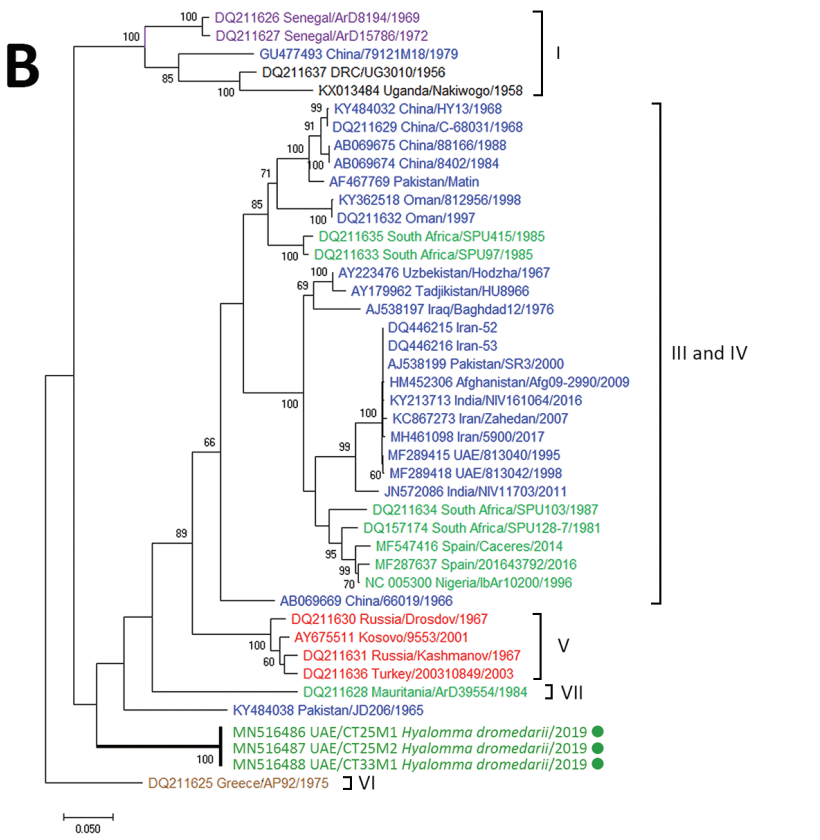 B
100
DQ211626 Senegal/ArD8194/1969
DQ211627 Senegal/ArD15786/1972
100
GU477493 China/79121M18/1979
85
DQ211637 DRC/UG3010/1956
100
KX013484 Uganda/Nakiwogo/1958
I
99
KY484032 China/HY13/1968
91
DQ211629 China/C-68031/1968
AB069675 China/88166/1988
100
100
AB069674 China/8402/1984
71
AF467769 Pakistan/Matin
KY362518 Oman/812956/1998
85
100
DQ211632 Oman/1997
DQ211635 South Africa/SPU415/1985
100
DQ211633 South Africa/SPU97/1985
100
AY223476 Uzbekistan/Hodzha/1967
69
AY179962 Tadjikistan/HU8966
AJ538197 Iraq/Baghdad12/1976
DQ446215 Iran-52
DQ446216 Iran-53
III and IV
AJ538199 Pakistan/SR3/2000
HM452306 Afghanistan/Afg09-2990/2009
100
KY213713 India/NIV161064/2016
100
KC867273 Iran/Zahedan/2007
MH461098 Iran/5900/2017
66
99
MF289415 UAE/813040/1995
60
MF289418 UAE/813042/1998
JN572086 India/NIV11703/2011
DQ211634 South Africa/SPU103/1987
DQ157174 South Africa/SPU128-7/1981
89
95
MF547416 Spain/Caceres/2014
99
MF287637 Spain/201643792/2016
70
NC 005300 Nigeria/IbAr10200/1996
AB069669 China/66019/1966
DQ211630 Russia/Drosdov/1967
AY675511 Kosovo/9553/2001
100
V
60
DQ211631 Russia/Kashmanov/1967
DQ211636 Turkey/200310849/2003
DQ211628 Mauritania/ArD39554/1984
VII
KY484038 Pakistan/JD206/1965
MN516486 UAE/CT25M1 Hyalomma dromedarii/2019
MN516487 UAE/CT25M2 Hyalomma dromedarii/2019
100
MN516488 UAE/CT33M1 Hyalomma dromedarii/2019
DQ211625 Greece/AP92/1975
VI
0.050